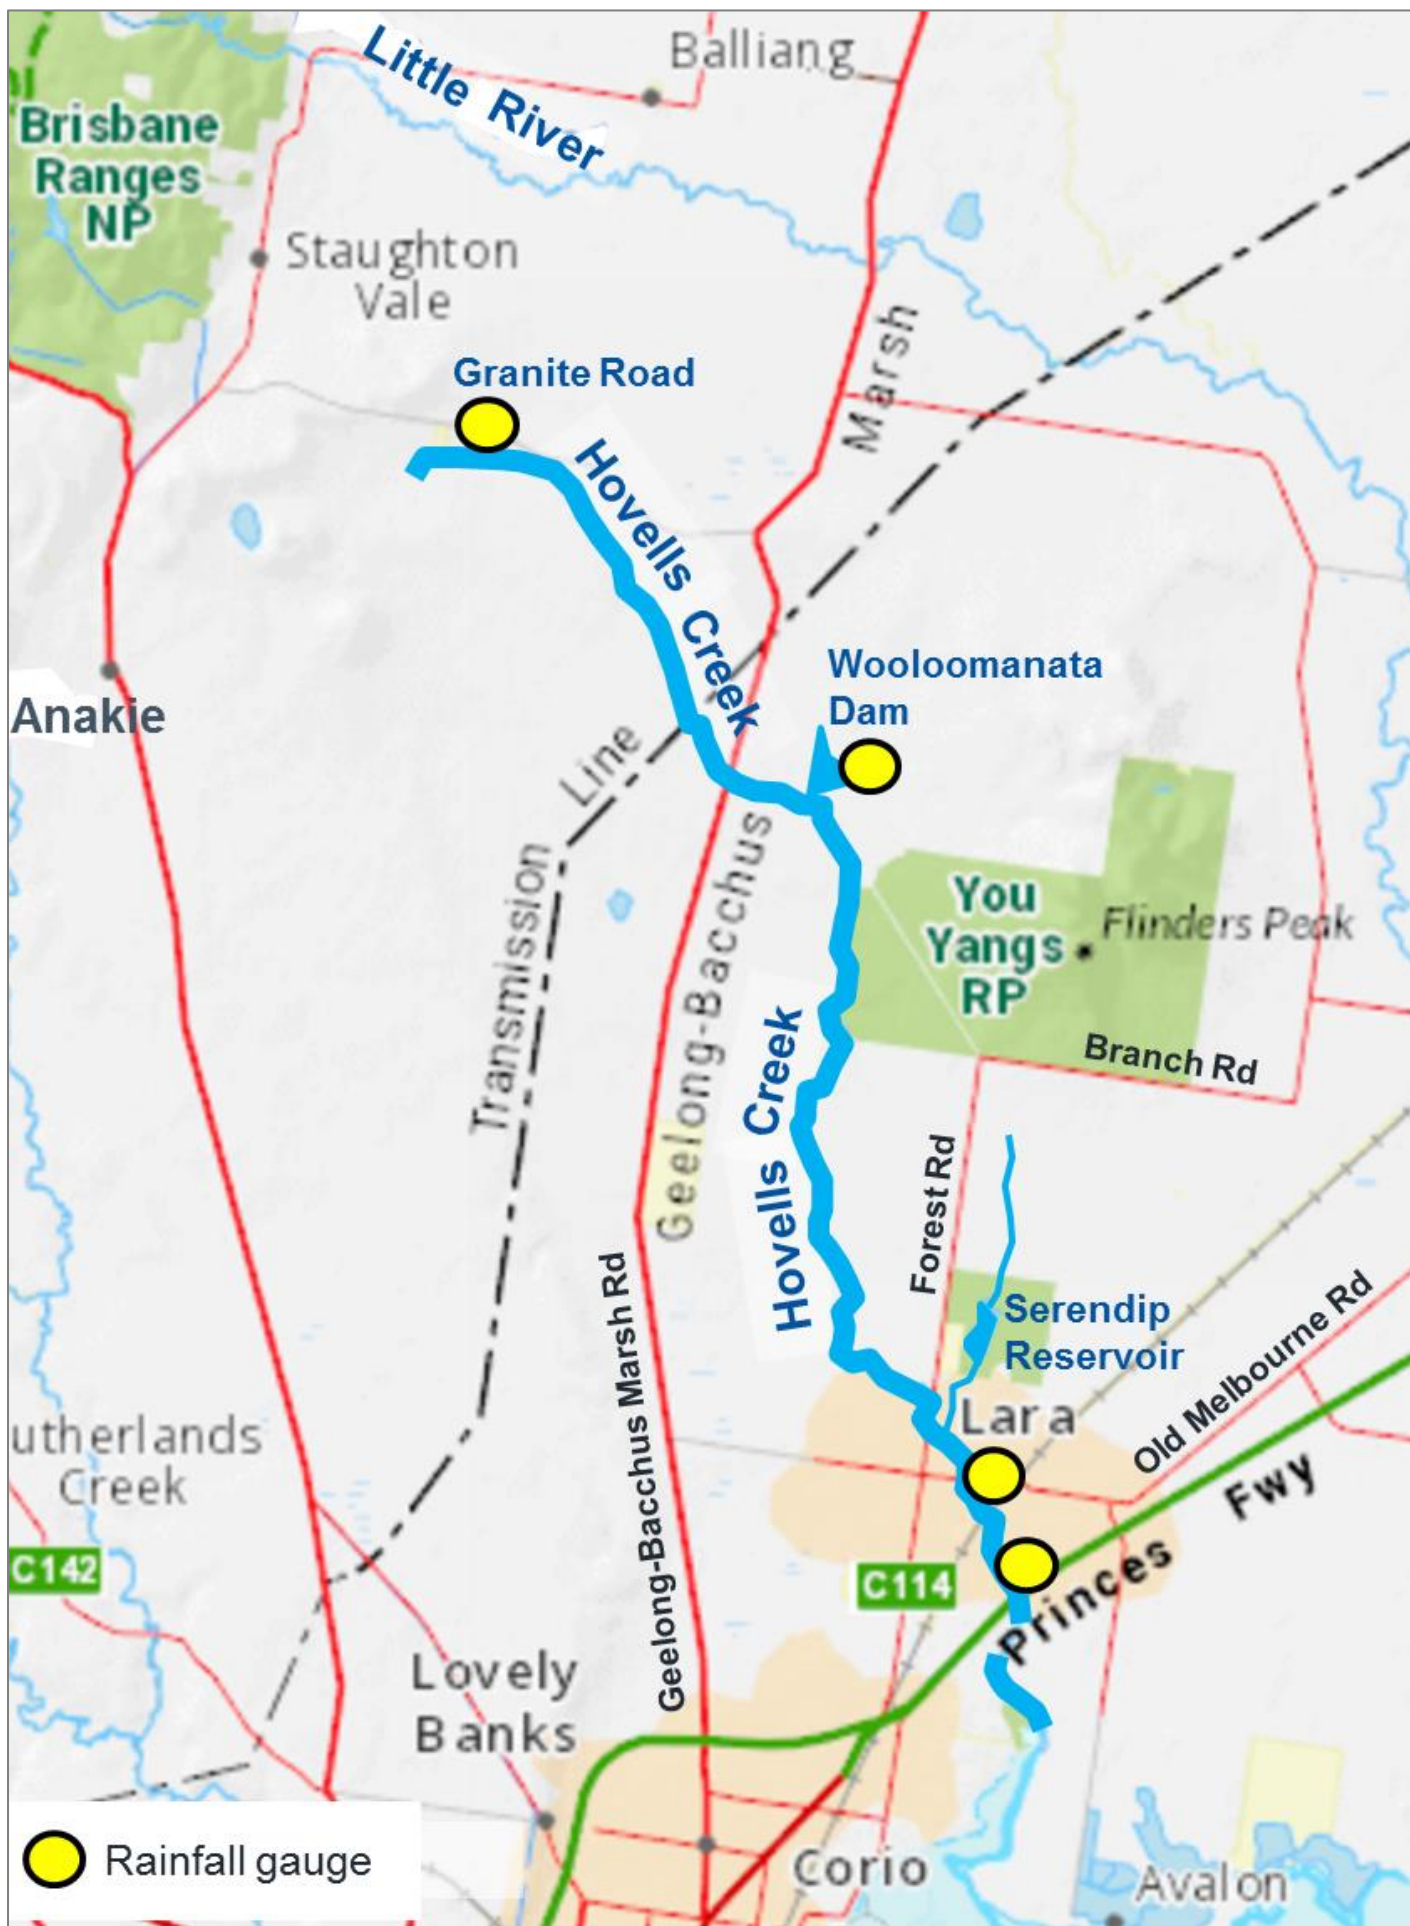 Balliang
Little River
Brisbane
Ranges
NP
Staughton
Vale
Marsh
Granite Road
Hovells Creek
Wooloomanata
Dam
Anakie
Line
Transmission
Geelong-Bacchus
You
Yangs
RP
Flinders Peak
Hovells Creek
Branch Rd
Forest Rd
Serendip
Reservoir
Geelong-Bacchus Marsh Rd
Old Melbourne Rd
Lara
utherlands
Creek
Fwy
C142
C114
Princes
Lovely
Banks
Rainfall gauge
Corio
Avalon